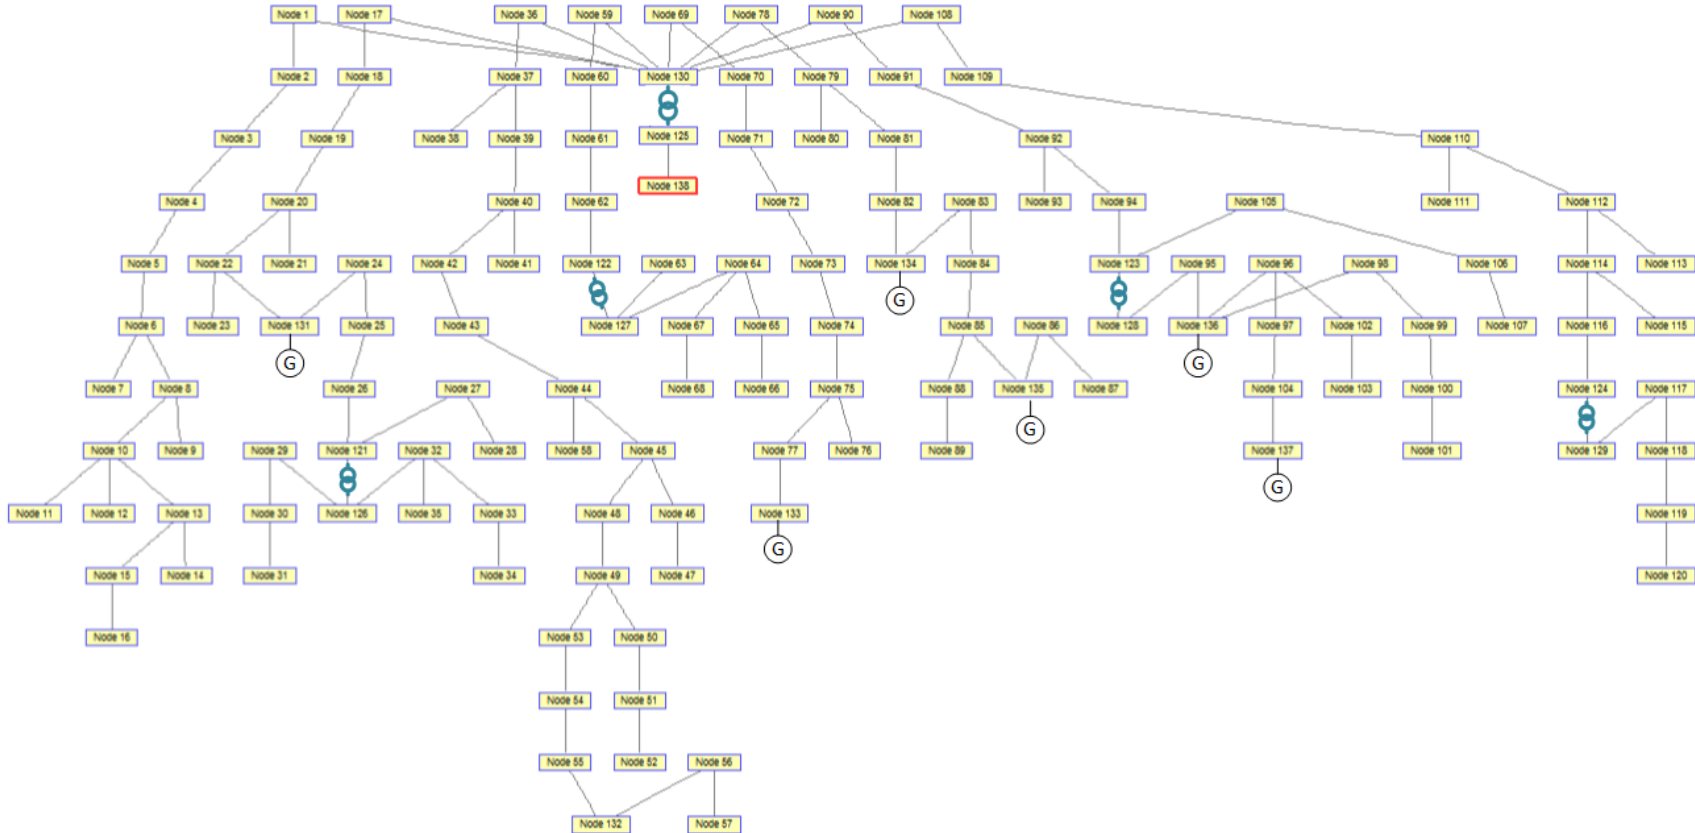 Node 1 Node 17 Node 36 Node 59 Node 69 Node 78 Node 90 Node 108
Node 2 Node 18 Node 37 Node 60 Node 130 Node 70 Node 79 Node 91 Node 109
Node 3 Node 19 Node 38 Node 39 Node 61 Node 125 Node 71 Node 80 Node 81 Node 92 Node 110
Node 138
Node 4 Node 20 Node 40 Node 62 Node 72 Node 82 Node 83 Node 93 Node 94 Node 105 Node 111 Node 112
Node 5 Node 22 Node 21 Node 24 Node 42 Node 41 Node 122 Node 63 Node 64 Node 73 Node 134 Node 84 Node 123 Node 95 Node 96 Node 98 Node 106 Node 114 Node 113
G
Node 6 Node 23 Node 131 Node 25 Node 43 Node 127 Node 67 Node 65 Node 74 Node 85 Node 86 Node 128 Node 136 Node 97 Node 102 Node 99 Node 107 Node 116 Node 115
G G
Node 7 Node 8 Node 26 Node 27 Node 44 Node 68 Node 66 Node 75 Node 88 Node 135 Node 87 Node 104 Node 103 Node 100 Node 124 Node 117
G
Node 10 Node 9 Node 29 Node 121 Node 32 Node 28 Node 58 Node 45 Node 77 Node 76 Node 89 Node 137 Node 101 Node 129 Node 118
G
Node 11 Node 12 Node 13 Node 30 Node 126 Node 35 Node 33 Node 48 Node 46 Node 133 Node 119
G
Node 15 Node 14 Node 31 Node 34 Node 49 Node 47 Node 120
Node 16 Node 53 Node 50
Node 54 Node 51
Node 55 Node 52 Node 56
Node 132 Node 57